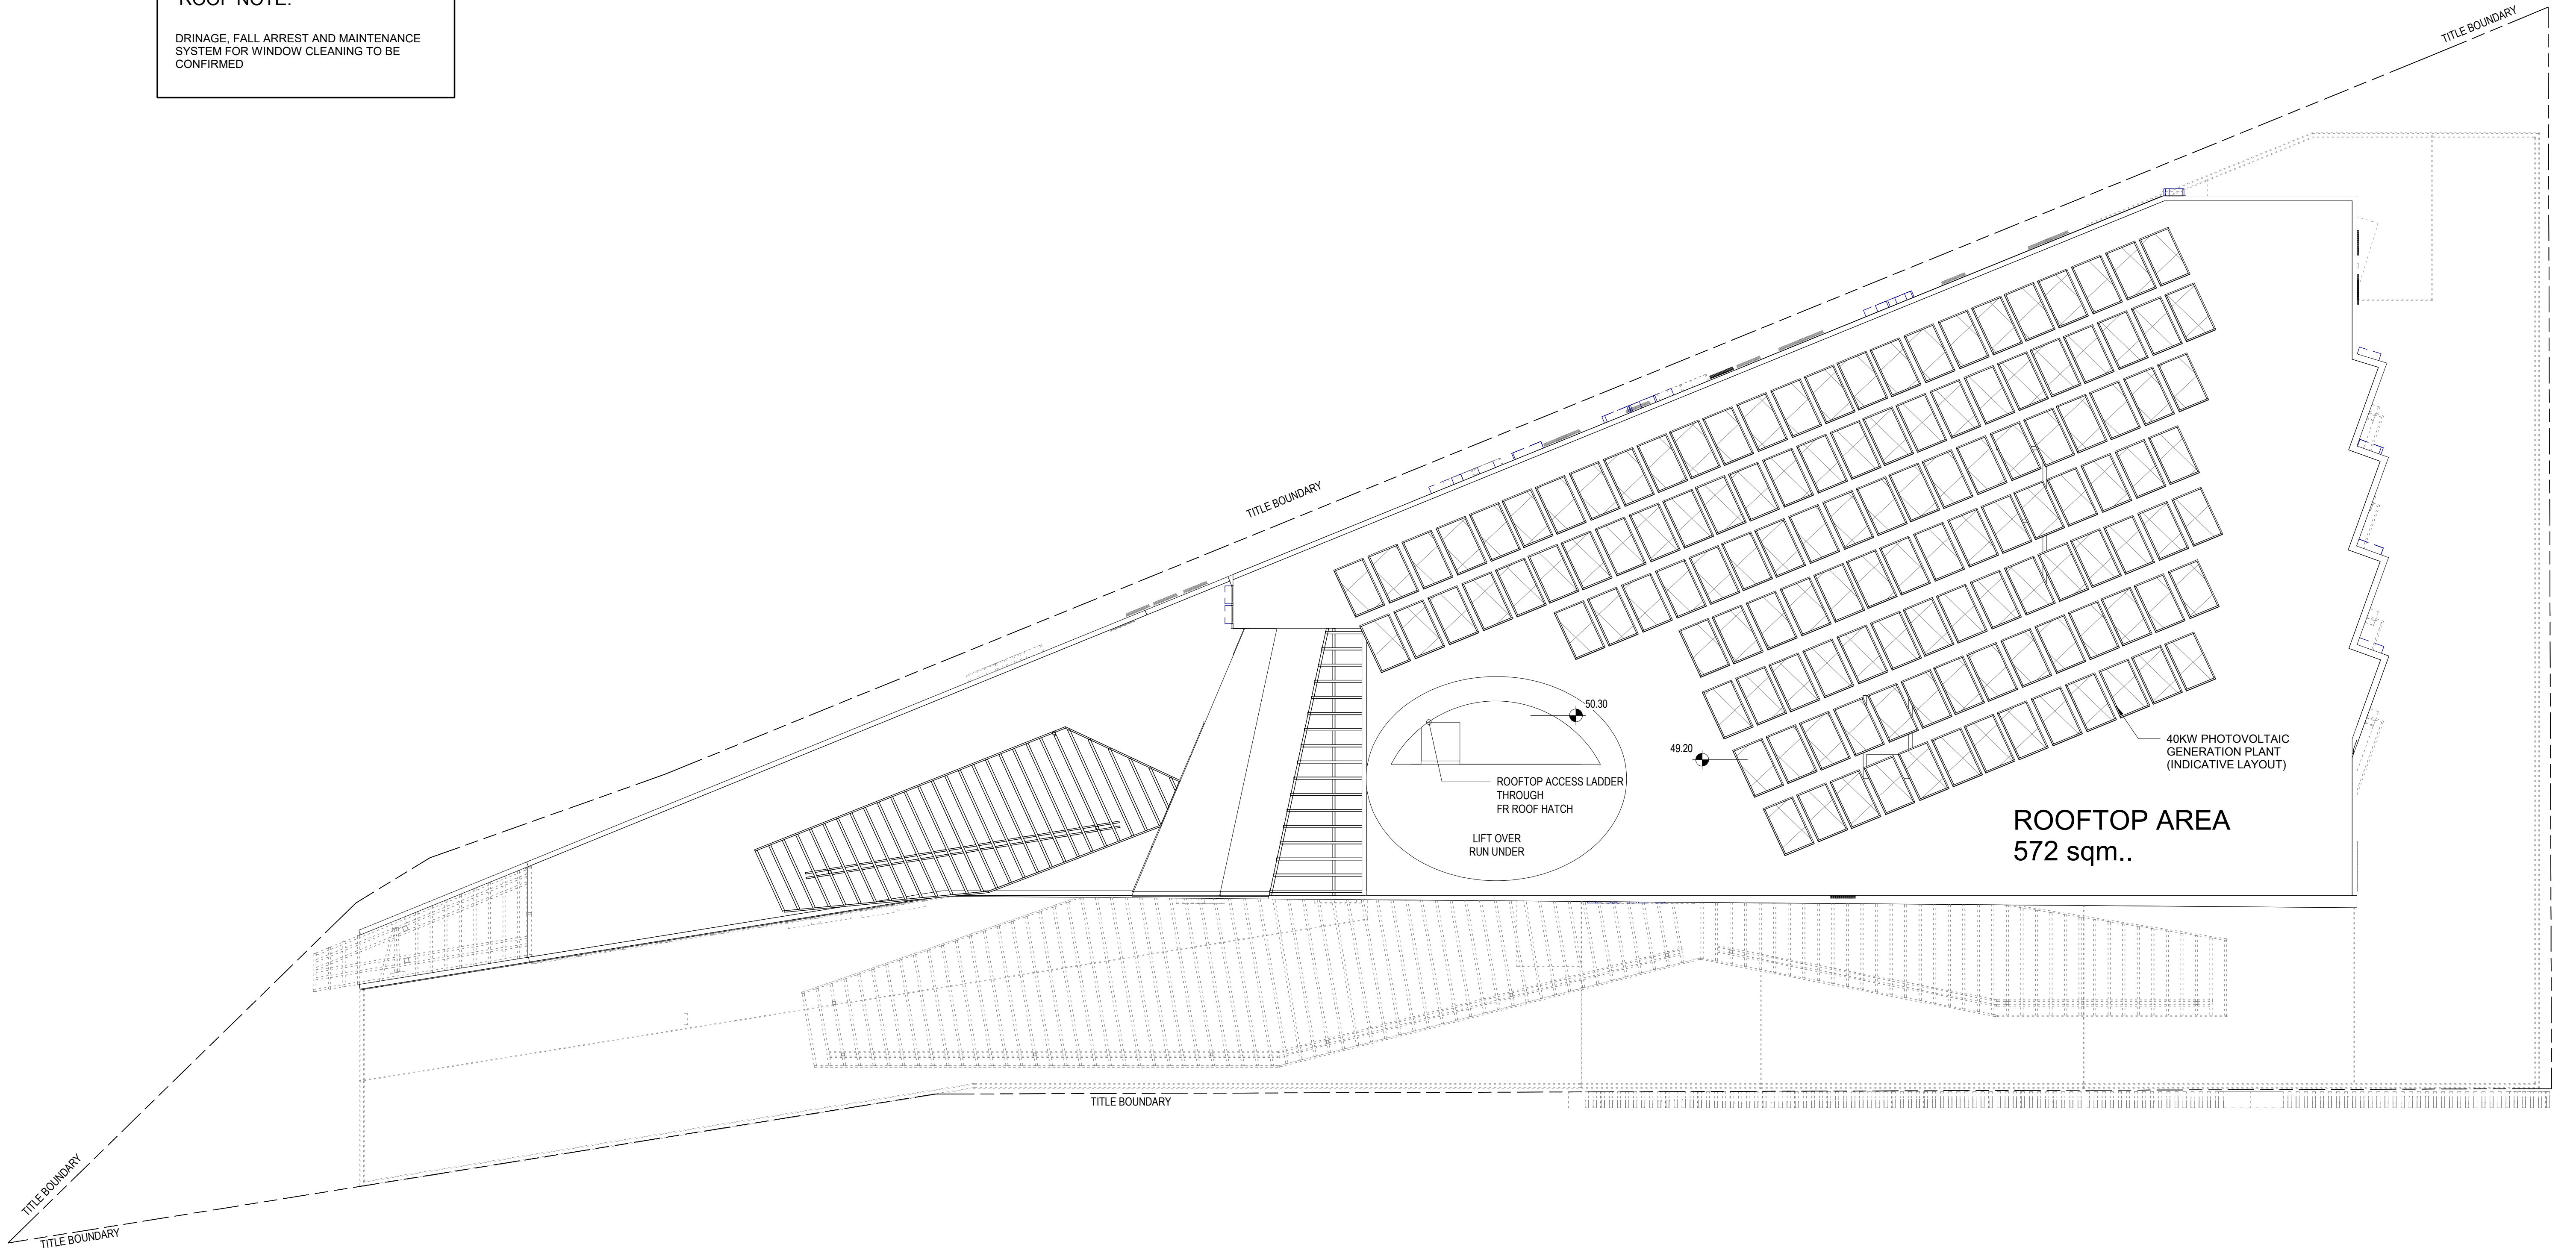 ROOF NOTE:
DRINAGE, FALL ARREST AND MAINTENANCE
SYSTEM FOR WINDOW CLEANING TO BE
CONFIRMED
TITLE BOUNDARY
TITLE BOUNDARY
50.30
49.20
ROOFTOP ACCESS LADDER
THROUGH
FR ROOF HATCH
LIFT OVER
RUN UNDER
40KW PHOTOVOLTAIC
GENERATION PLANT
(INDICATIVE LAYOUT)
ROOFTOP AREA
572 sqm..
TITLE BOUNDARY
TITLE BOUNDARY
TITLE BOUNDARY